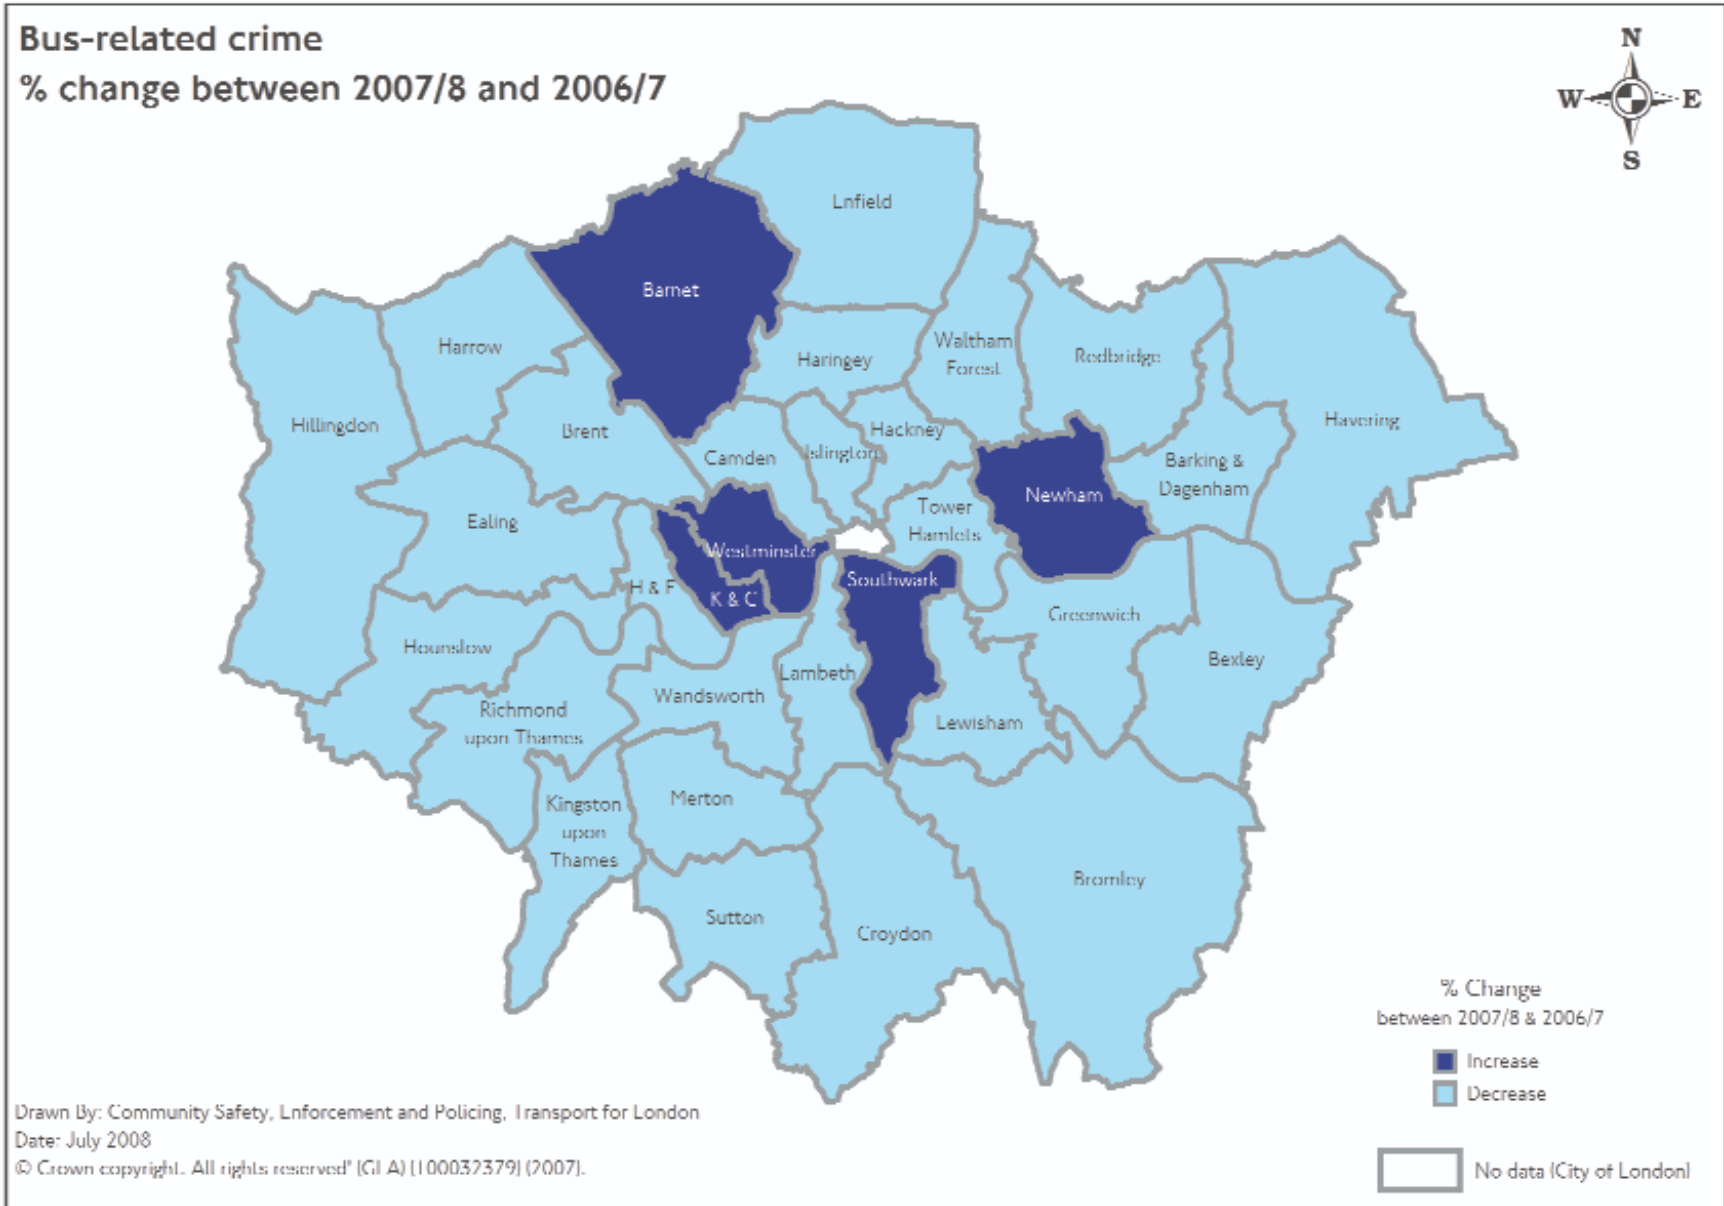 Bus-related crime
% change between 2007/8 and 2006/7
N
W
E
S
Lnfield
Barnet
Harrow
Haringey
Waltham
Forest
Redbridge
Hillingdon
Brent
Camden
Islington
Hackney
Havering
Barking &
Dagenham
Newham
Ealing
Tower
Hamlets
Westminster
Southwark
H & F
K & C
Greenwich
Hounslow
Bexley
Lambeth
Wandsworth
Richmond
upon Thames
Lewisham
Merton
Kingston
upon
Thames
Bromley
Sutton
Croydon
% Change
between 2007/8 & 2006/7
Increase
Decrease
No data (City of London)
Drawn By: Community Safety, Enforcement and Policing, Transport for London
Date: July 2008
© Crown copyright. All rights reserved" (GLA) (100032379) (2007).